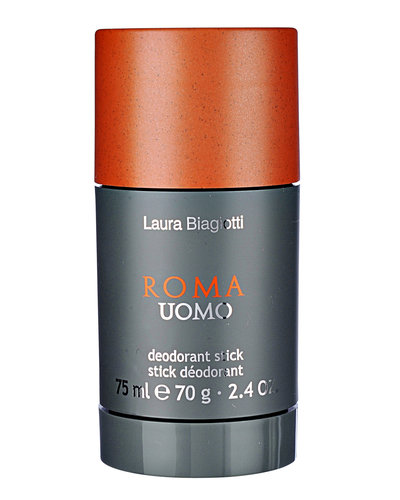 Laura Biagiotti
ROMA
UOMO
deodorant stick
stick déodorant
75 ml ℮ 70 g · 2.4 OZ.